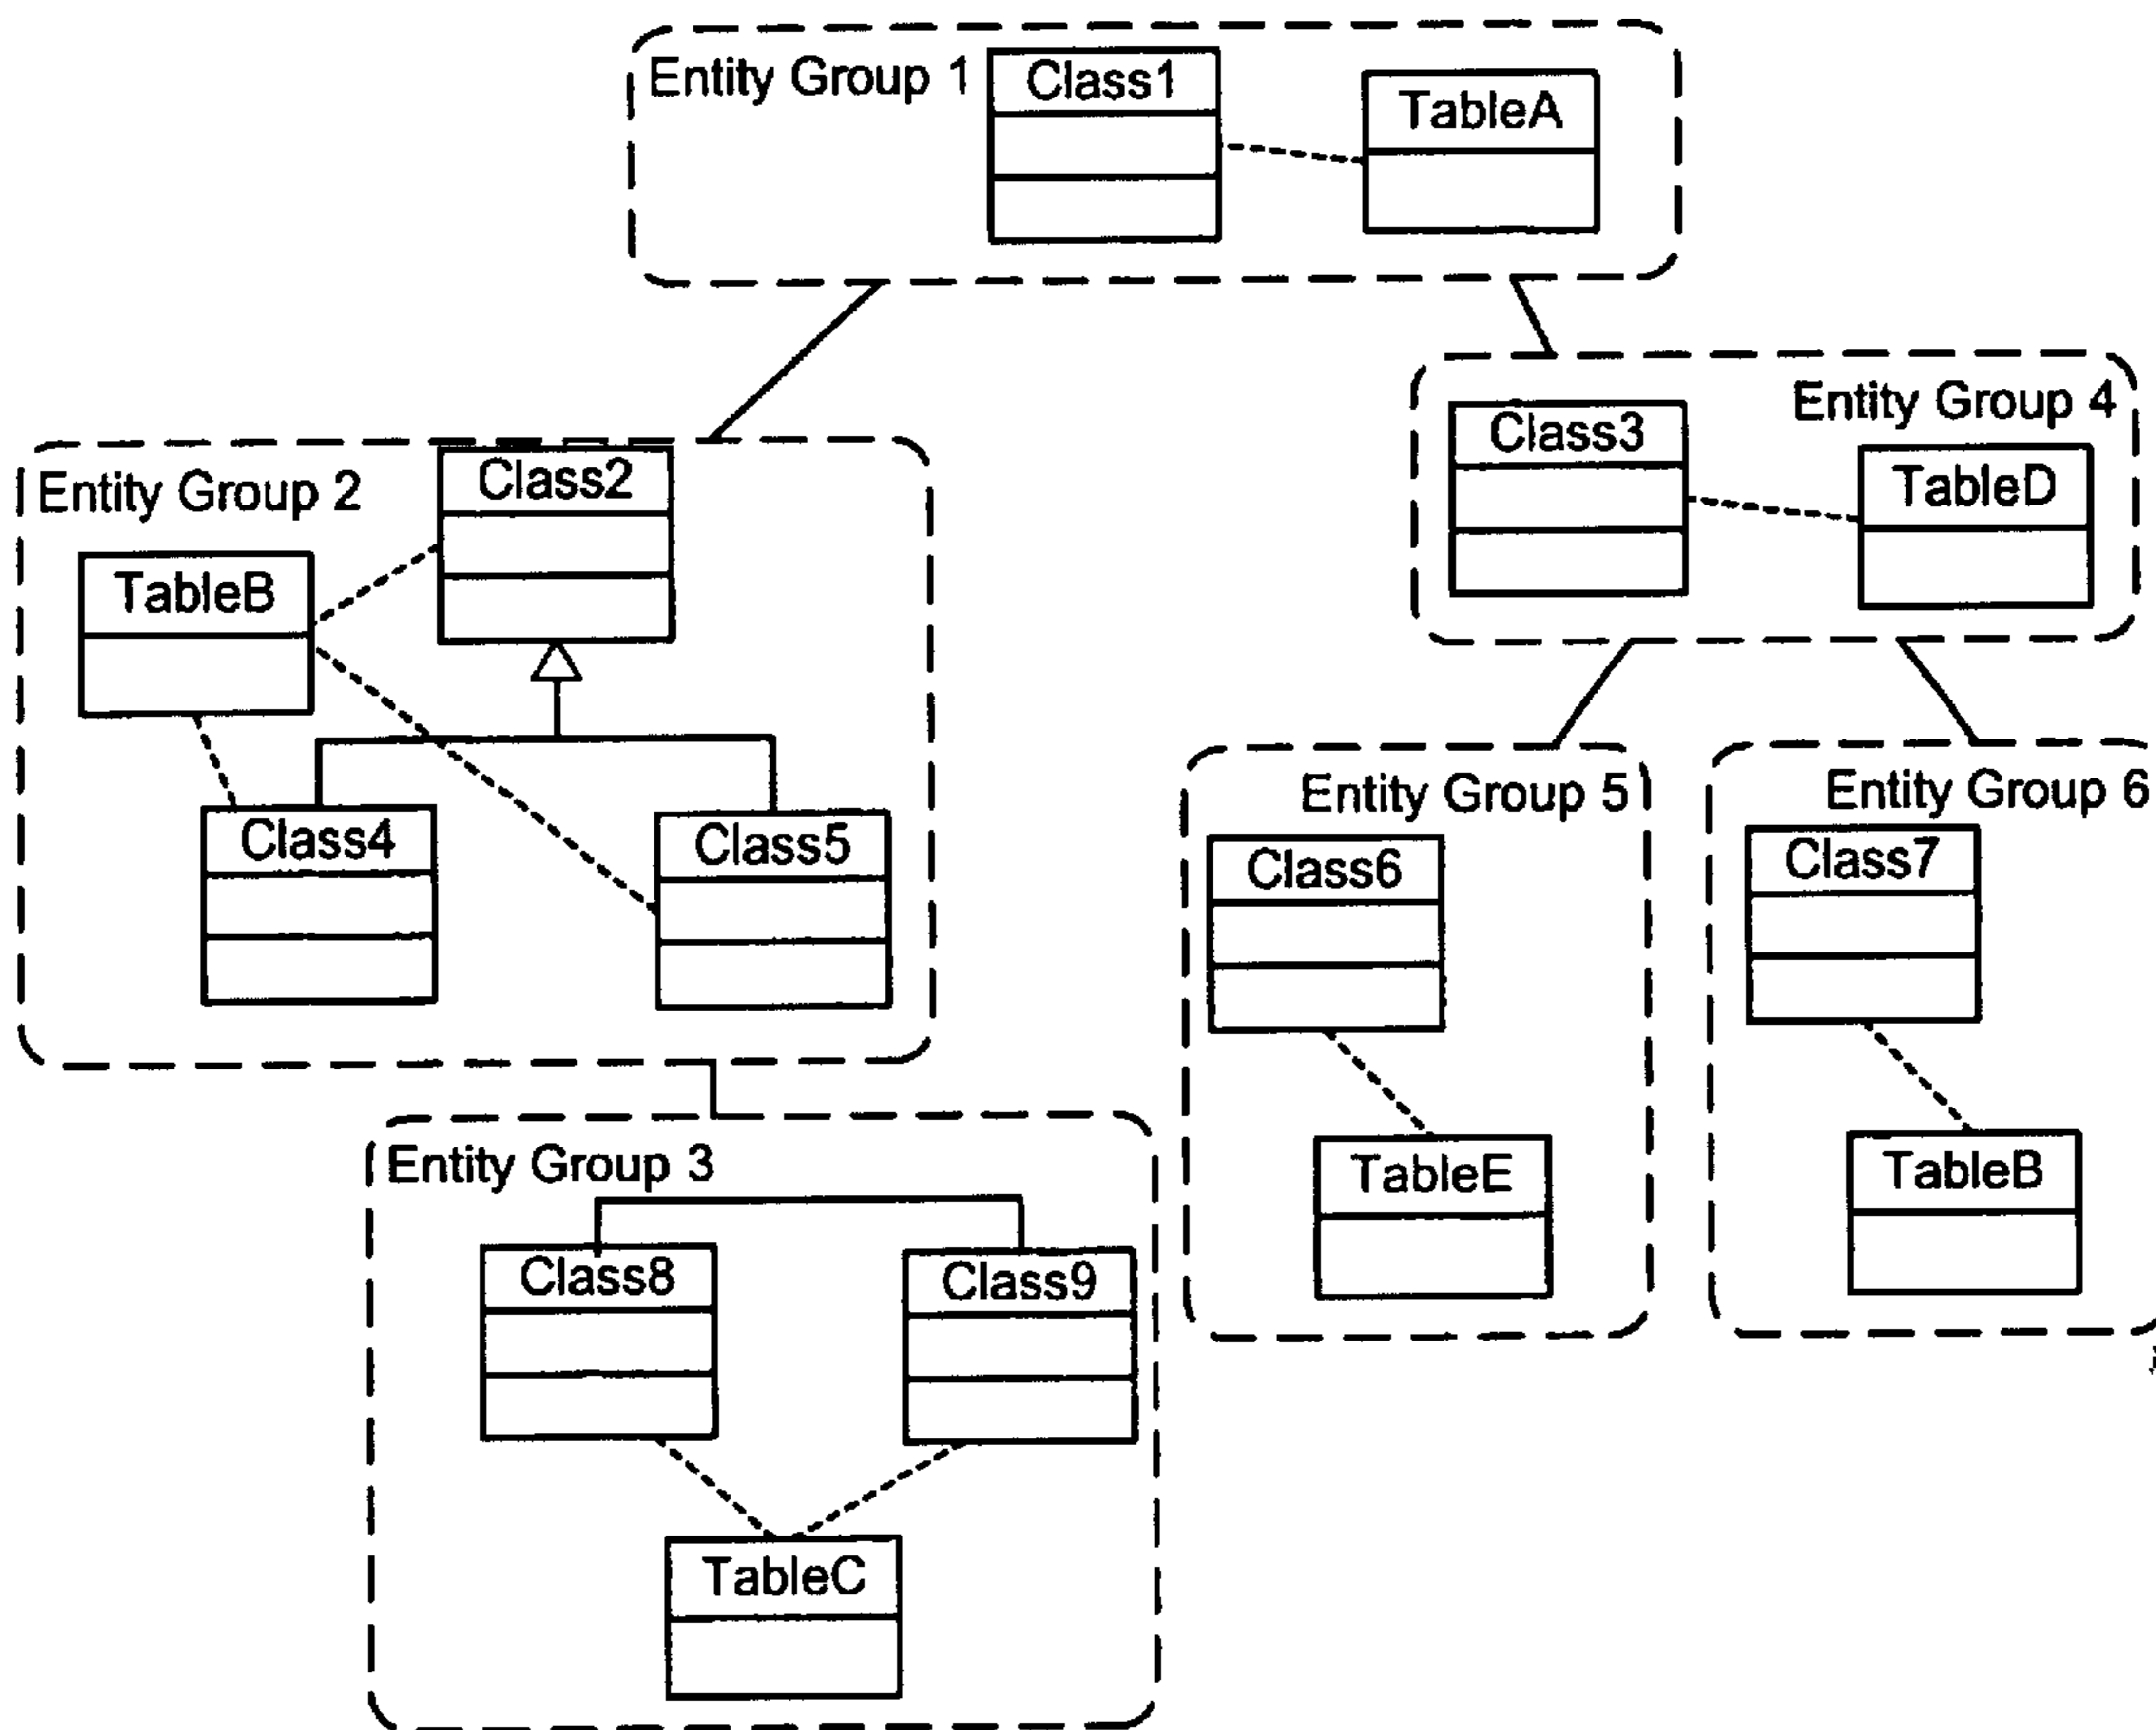 Entity Group 1
Class1
TableA
Entity Group 4
Class3
TableD
Entity Group 2
Class2
TableB
Class4
Class5
Entity Group 5
Class6
TableE
Entity Group 6
Class7
TableB
Entity Group 3
Class8
Class9
TableC